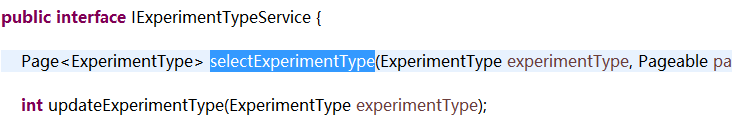 public interface IExperimentTypeService {
Page<ExperimentType> selectExperimentType(ExperimentType experimentType, Pageable pa
int updateExperimentType(ExperimentType experimentType);